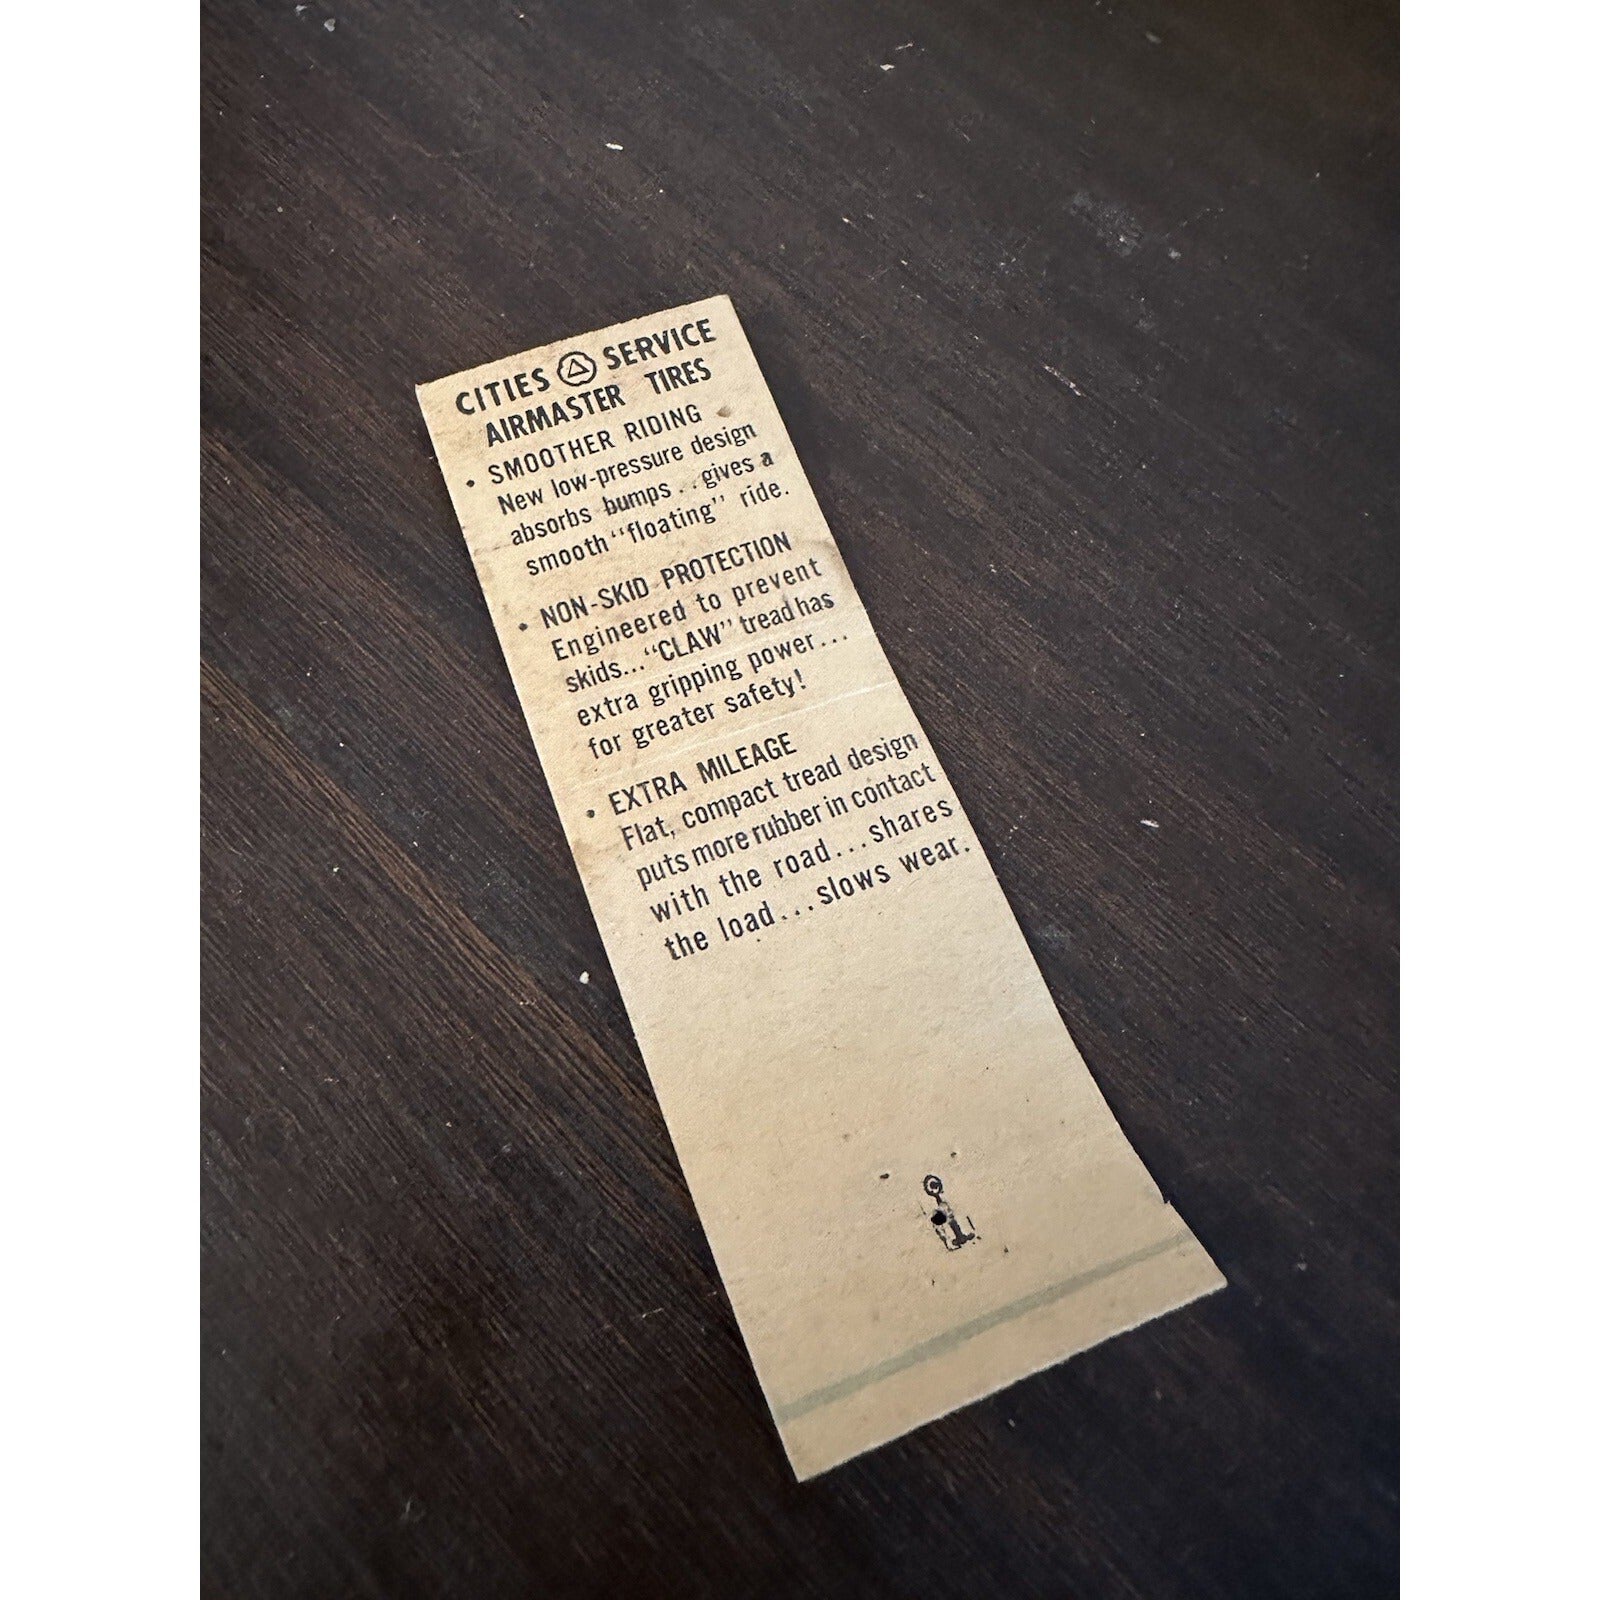 CITIES SERVICE
AIRMASTER TIRES
• SMOOTHER RIDING
New low-pressure design
absorbs bumps . . gives a
smooth "floating" ride.
• NON-SKID PROTECTION
Engineered to prevent
skids... "CLAW" tread has
extra gripping power...
for greater safety!
• EXTRA MILEAGE
Flat, compact tread design
puts more rubber in contact
with the road...shares
the load...slows wear.